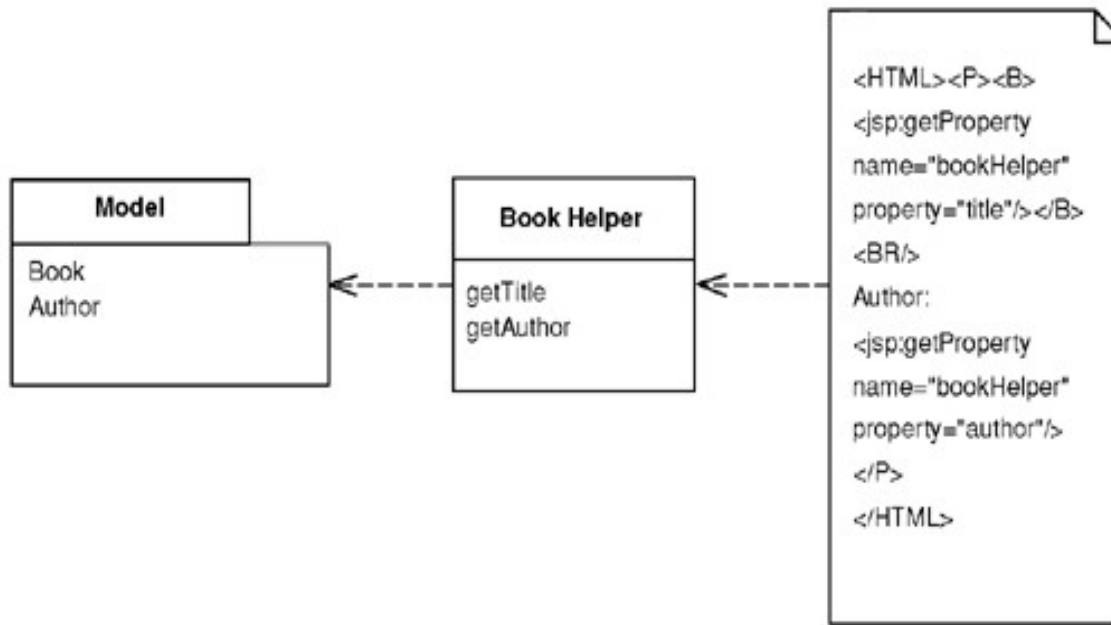 Model
Book
Author
Book Helper
getTitle
getAuthor
<HTML><P><B>
<jsp:getProperty
name="bookHelper"
property="title"/></B>
<BR/>
Author:
<jsp:getProperty
name="bookHelper"
property="author"/>
</P>
</HTML>